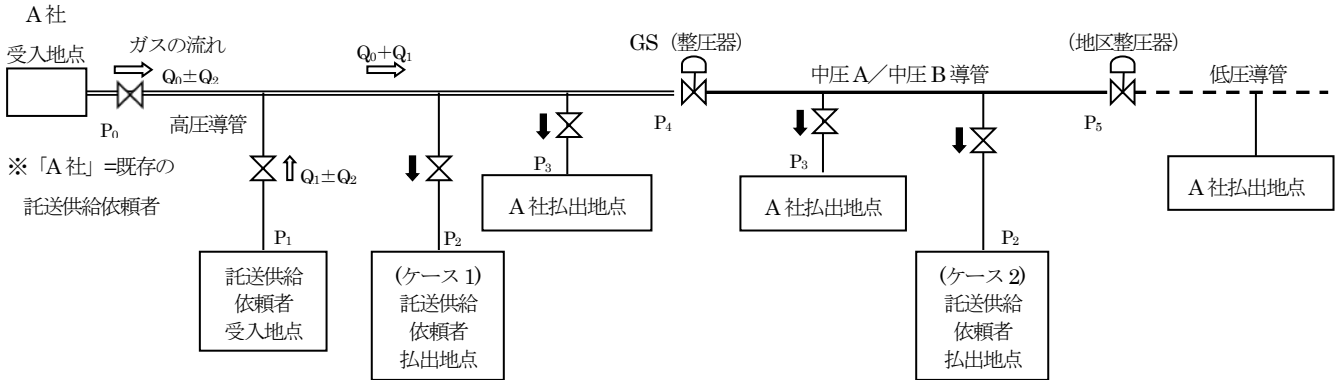 A社
受入地点
ガスの流れ
Q₀±Q₂
Q₀+Q₁
GS（整圧器）
（地区整圧器）
中圧A／中圧B導管
低圧導管
P₀
高圧導管
P₄
P₅
※「A社」=既存の
託送供給依頼者
Q₁±Q₂
P₃
P₃
A社払出地点
A社払出地点
A社払出地点
P₁
P₂
P₂
託送供給
依頼者
受入地点
(ケース1)
託送供給
依頼者
払出地点
(ケース2)
託送供給
依頼者
払出地点